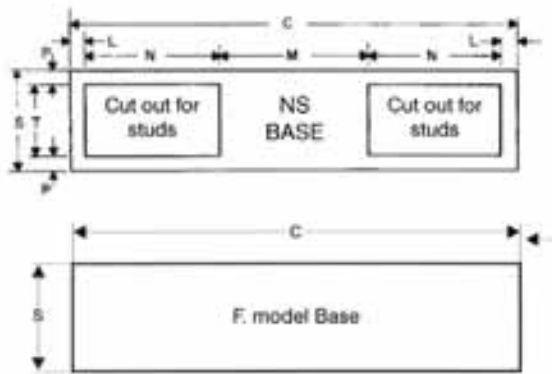 C
L
L
N
M
N
P
S
T
P
Cut out for
studs
NS
BASE
Cut out for
studs
C
S
F. model Base